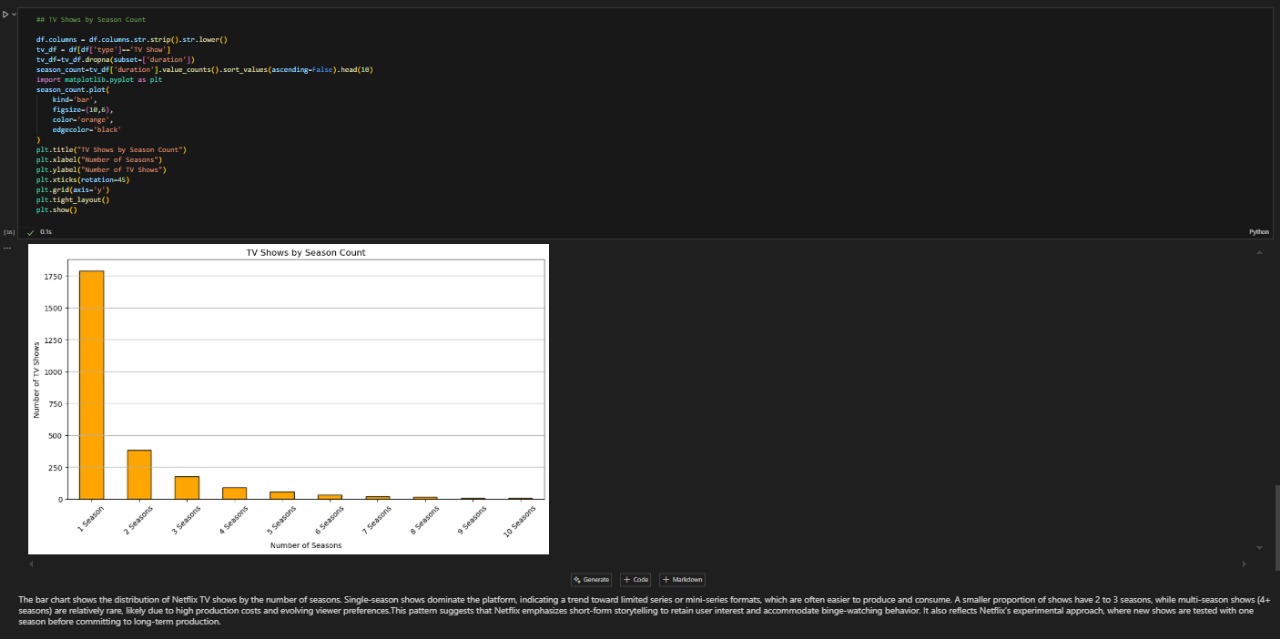 ## TV Shows by Season Count
df.columns = df.columns.str.strip().str.lower()
tv_df = df[df['type']=='TV Show']
tv_df=tv_df.dropna(subset=['duration'])
season_count=tv_df['duration'].value_counts().sort_values(ascending=False).head(10)
import matplotlib.pyplot as plt
season_count.plot(
kind='bar',
figsize=(10,6),
color='orange',
edgecolor='black'
)
plt.title("TV Shows by Season Count")
plt.xlabel("Number of Seasons")
plt.ylabel("Number of TV Shows")
plt.xticks(rotation=45)
plt.grid(axis='y')
plt.tight_layout()
plt.show()
0.1s
Python
TV Shows by Season Count
Number of TV Shows
1750
1500
1250
1000
750
500
250
0
1 Season
2 Seasons
3 Seasons
4 Seasons
5 Seasons
6 Seasons
7 Seasons
8 Seasons
9 Seasons
10 Seasons
Number of Seasons
Generate
+ Code
+ Markdown
The bar chart shows the distribution of Netflix TV shows by the number of seasons. Single-season shows dominate the platform, indicating a trend toward limited series or mini-series formats, which are often easier to produce and consume. A smaller proportion of shows have 2 to 3 seasons, while multi-season shows (4+
seasons) are relatively rare, likely due to high production costs and evolving viewer preferences.This pattern suggests that Netflix emphasizes short-form storytelling to retain user interest and accommodate binge-watching behavior. It also reflects Netflix's experimental approach, where new shows are tested with one
season before committing to long-term production.